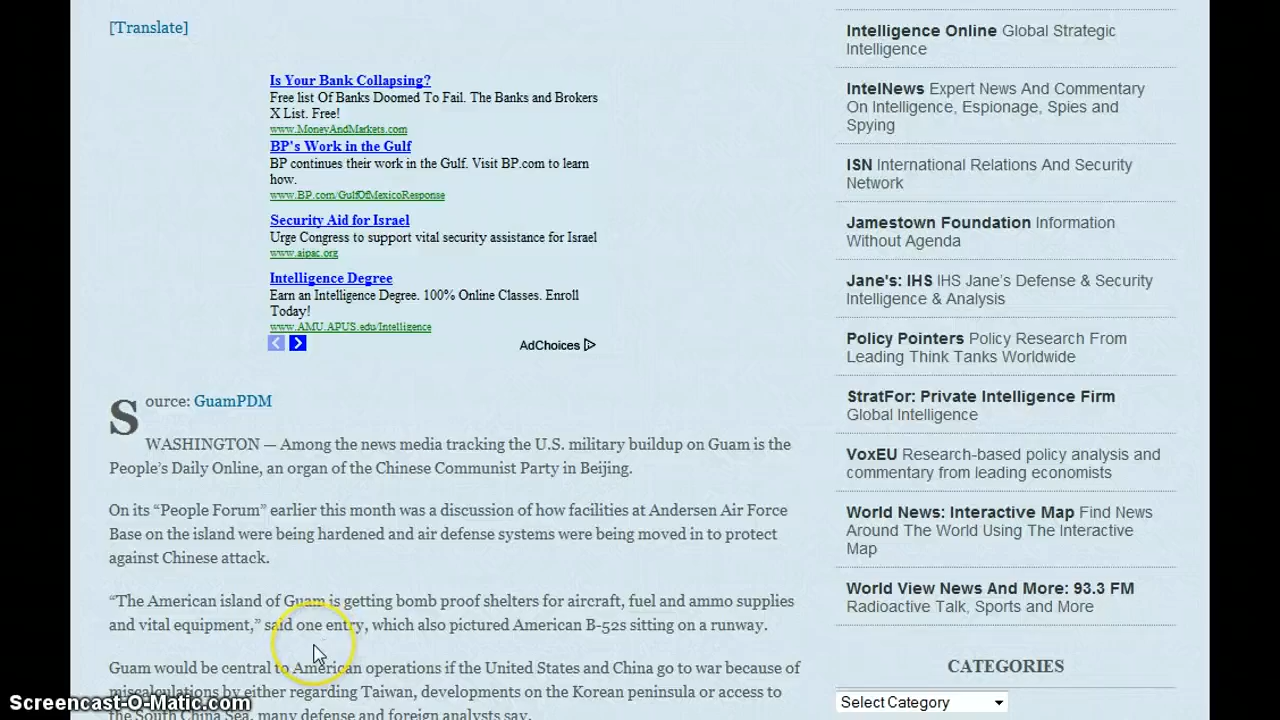 [Translate]
Is Your Bank Collapsing?
Free list Of Banks Doomed To Fail. The Banks and Brokers
X List. Free!
www.MoneyAndMarkets.com
BP's Work in the Gulf
BP continues their work in the Gulf. Visit BP.com to learn
how.
www.BP.com/GulfOfMexicoResponse
Security Aid for Israel
Urge Congress to support vital security assistance for Israel
www.aipac.org
Intelligence Degree
Earn an Intelligence Degree. 100% Online Classes. Enroll
Today!
www.AMU.APUS.edu/Intelligence
AdChoices
Source: GuamPDM
WASHINGTON — Among the news media tracking the U.S. military buildup on Guam is the
People's Daily Online, an organ of the Chinese Communist Party in Beijing.
On its “People Forum” earlier this month was a discussion of how facilities at Andersen Air Force
Base on the island were being hardened and air defense systems were being moved in to protect
against Chinese attack.
“The American island of Guam is getting bomb proof shelters for aircraft, fuel and ammo supplies
and vital equipment,” said one entry, which also pictured American B-52s sitting on a runway.
Guam would be central to American operations if the United States and China go to war because of
miscalculations by either regarding Taiwan, developments on the Korean peninsula or access to
the South China Sea, many defense and foreign analysts say.
Intelligence Online Global Strategic
Intelligence
IntelNews Expert News And Commentary
On Intelligence, Espionage, Spies and
Spying
ISN International Relations And Security
Network
Jamestown Foundation Information
Without Agenda
Jane's: IHS IHS Jane's Defense & Security
Intelligence & Analysis
Policy Pointers Policy Research From
Leading Think Tanks Worldwide
StratFor: Private Intelligence Firm
Global Intelligence
VoxEU Research-based policy analysis and
commentary from leading economists
World News: Interactive Map Find News
Around The World Using The Interactive
Map
World View News And More: 93.3 FM
Radioactive Talk, Sports and More
CATEGORIES
Select Category
Screencast-O-Matic.com